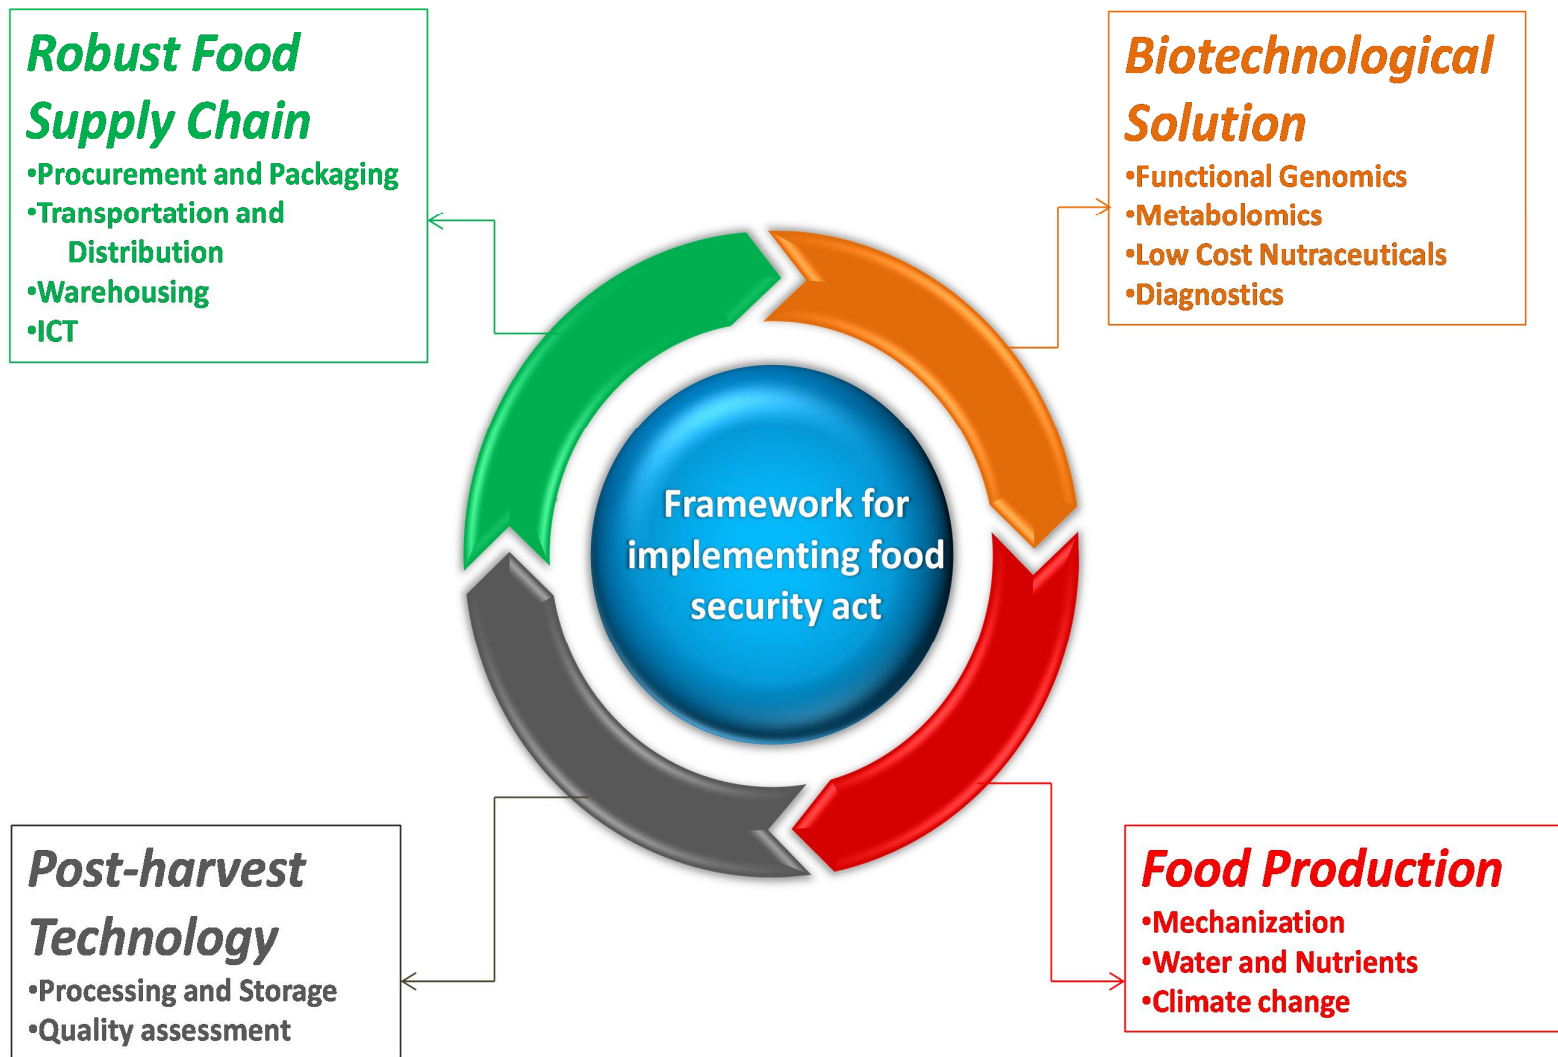 Robust Food
Supply Chain
•Procurement and Packaging
•Transportation and
Distribution
•Warehousing
•ICT
Biotechnological
Solution
•Functional Genomics
•Metabolomics
•Low Cost Nutraceuticals
•Diagnostics
Framework for
implementing food
security act
Post-harvest
Technology
•Processing and Storage
•Quality assessment
Food Production
•Mechanization
•Water and Nutrients
•Climate change